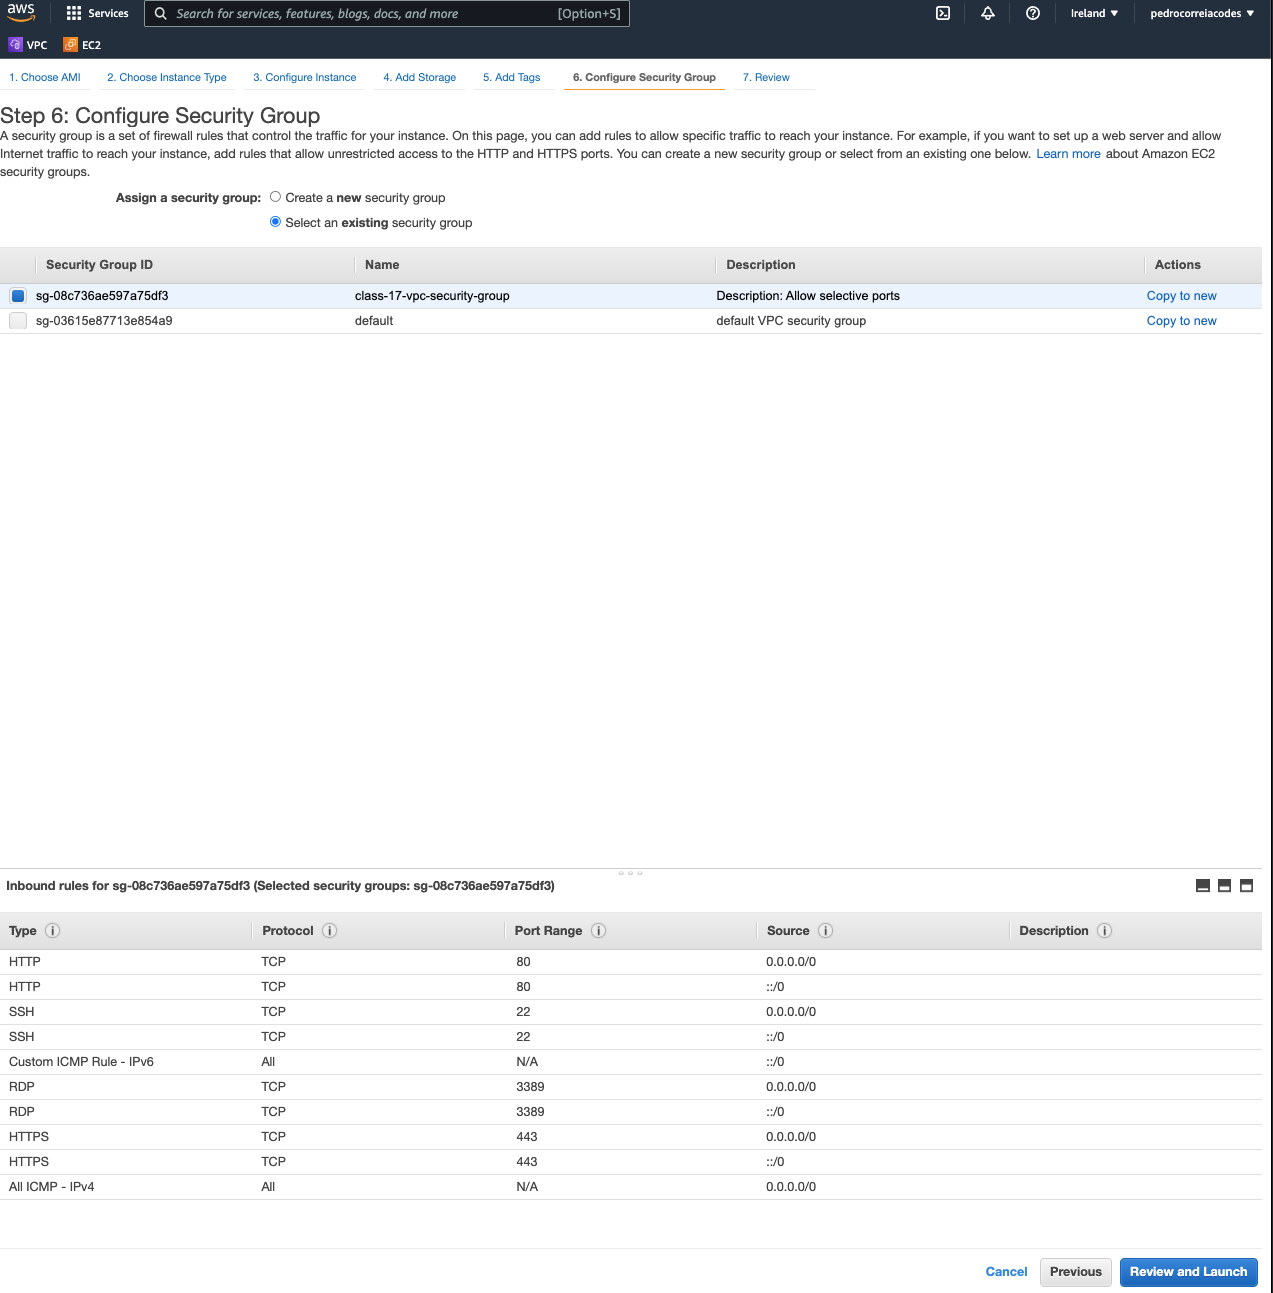 aws Services Search for services, features, blogs, docs, and more [Option+S] Ireland ▼ pedrocorreiacodes ▼
VPC EC2
1. Choose AMI 2. Choose Instance Type 3. Configure Instance 4. Add Storage 5. Add Tags 6. Configure Security Group 7. Review
Step 6: Configure Security Group
A security group is a set of firewall rules that control the traffic for your instance. On this page, you can add rules to allow specific traffic to reach your instance. For example, if you want to set up a web server and allow
Internet traffic to reach your instance, add rules that allow unrestricted access to the HTTP and HTTPS ports. You can create a new security group or select from an existing one below. Learn more about Amazon EC2
security groups.
Assign a security group: Create a new security group
Select an existing security group
Security Group ID Name Description Actions
sg-08c736ae597a75df3 class-17-vpc-security-group Description: Allow selective ports Copy to new
sg-03615e87713e854a9 default default VPC security group Copy to new
Inbound rules for sg-08c736ae597a75df3 (Selected security groups: sg-08c736ae597a75df3)
Type i Protocol i Port Range i Source i Description i
HTTP TCP 80 0.0.0.0/0
HTTP TCP 80 ::/0
SSH TCP 22 0.0.0.0/0
SSH TCP 22 ::/0
Custom ICMP Rule - IPv6 All N/A ::/0
RDP TCP 3389 0.0.0.0/0
RDP TCP 3389 ::/0
HTTPS TCP 443 0.0.0.0/0
HTTPS TCP 443 ::/0
All ICMP - IPv4 All N/A 0.0.0.0/0
Cancel Previous Review and Launch